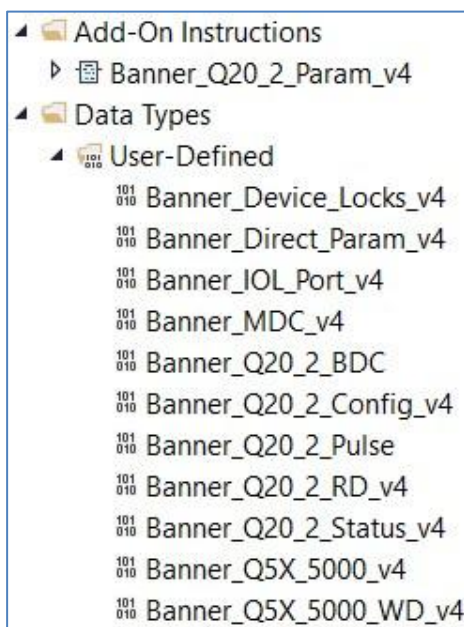 Add-On Instructions
Banner_Q20_2_Param_v4
Data Types
User-Defined
Banner_Device_Locks_v4
Banner_Direct_Param_v4
Banner_IOL_Port_v4
Banner_MDC_v4
Banner_Q20_2_BDC
Banner_Q20_2_Config_v4
Banner_Q20_2_Pulse
Banner_Q20_2_RD_v4
Banner_Q20_2_Status_v4
Banner_Q5X_5000_v4
Banner_Q5X_5000_WD_v4